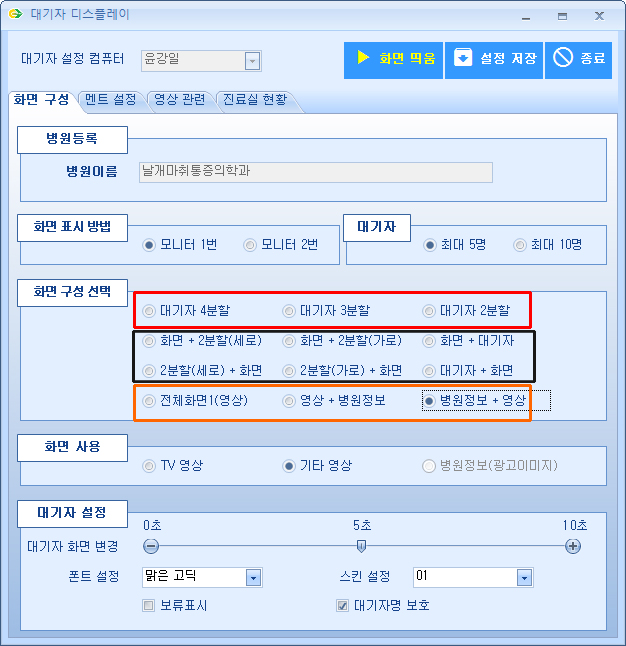 대기자 디스플레이
대기자 설정 컴퓨터 윤강일 화면 띄움 설정 저장 종료
화면 구성 멘트 설정 영상 관련 진료실 현황
병원등록
병원이름 날개마취통증의학과
화면 표시 방법 대기자
모니터 1번 모니터 2번 최대 5명 최대 10명
화면 구성 선택
대기자 4분할 대기자 3분할 대기자 2분할
화면 + 2분할(세로) 화면 + 2분할(가로) 화면 + 대기자
2분할(세로) + 화면 2분할(가로) + 화면 대기자 + 화면
전체화면1(영상) 영상 + 병원정보 병원정보 + 영상
화면 사용
TV 영상 기타 영상 병원정보(광고이미지)
대기자 설정
0초 5초 10초
대기자 화면 변경
폰트 설정 맑은 고딕 스킨 설정 01
보류표시 대기자명 보호